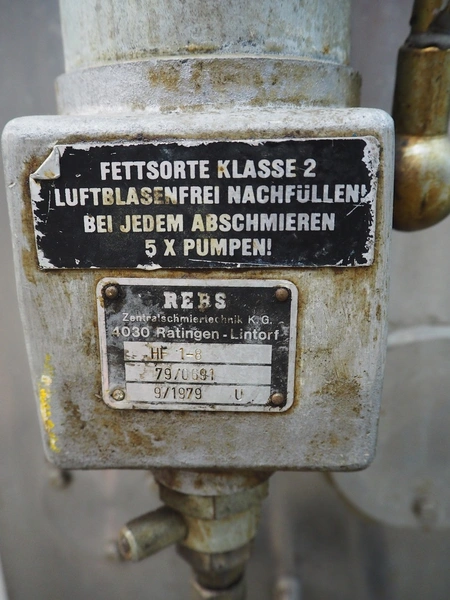 FETTSORTE KLASSE 2
LUFTBLASENFREI NACHFÜLLEN!
BEI JEDEM ABSCHMIEREN
5 X PUMPEN!
REBS
Zentralschmiertechnik K.G.
4030 Ratingen-Lintorf
HF 1-8
79/0691
9/1979 U